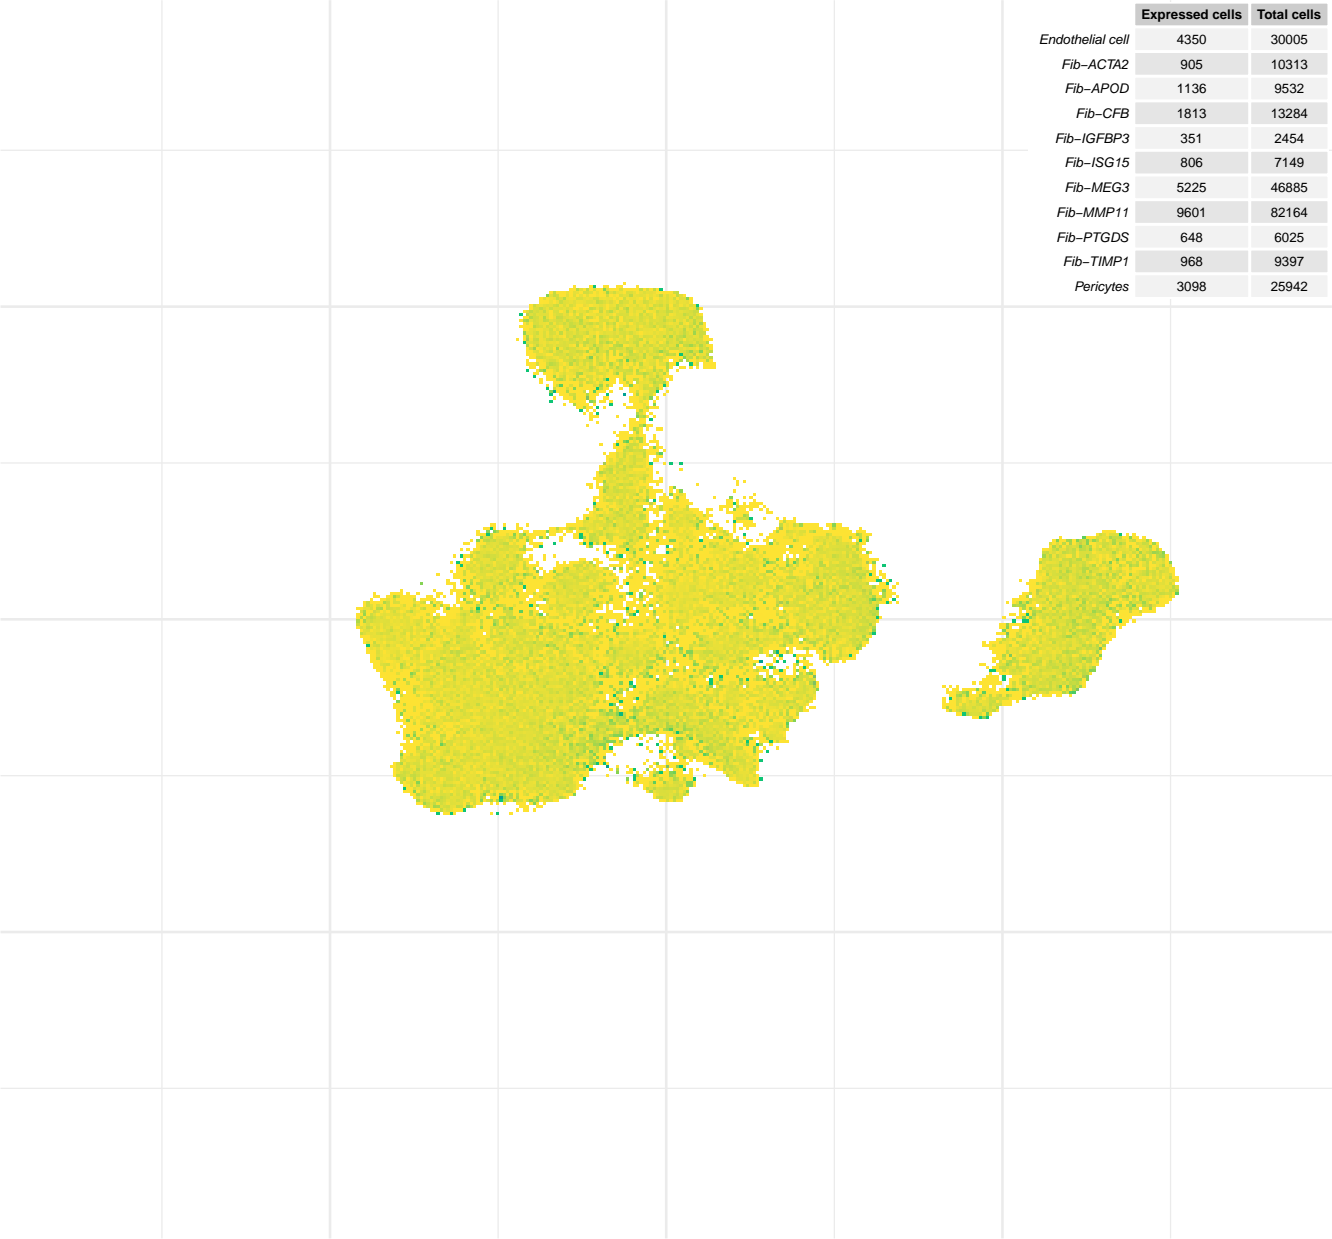 Expressed cells Total cells
Endothelial cell 4350 30005
Fib−ACTA2 905 10313
Fib−APOD 1136 9532
Fib−CFB 1813 13284
Fib−IGFBP3 351 2454
Fib−ISG15 806 7149
Fib−MEG3 5225 46885
Fib−MMP11 9601 82164
Fib−PTGDS 648 6025
Fib−TIMP1 968 9397
Pericytes 3098 25942